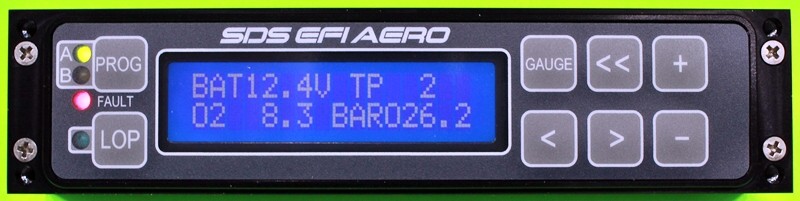 SDS EFI AERO
A
B
PROG
FAULT
LOP
BAT12.4V TP  2
O2  8.3 BARO26.2
GAUGE
<<
+
<
>
−